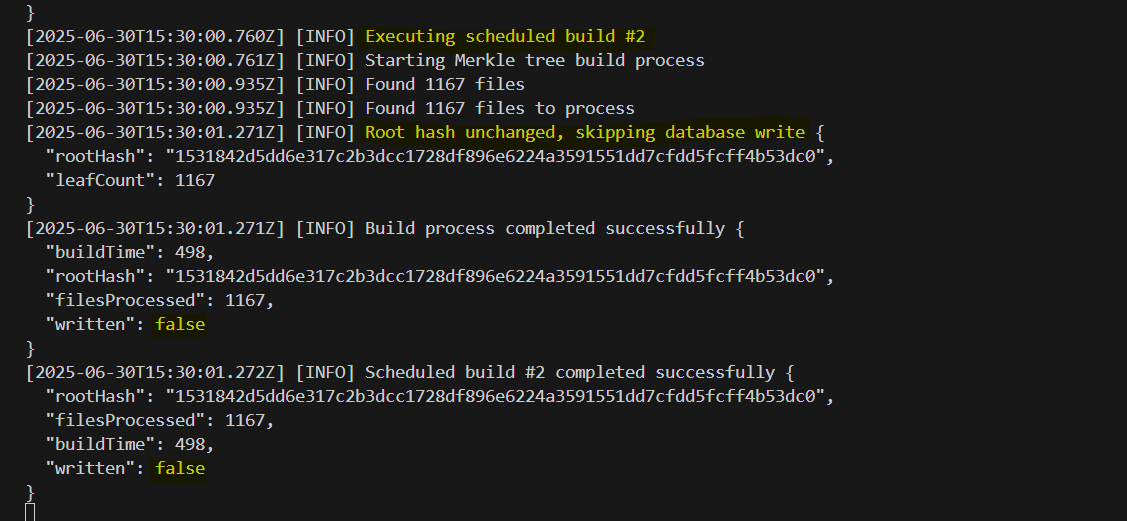 }
[2025-06-30T15:30:00.760Z] [INFO] Executing scheduled build #2
[2025-06-30T15:30:00.761Z] [INFO] Starting Merkle tree build process
[2025-06-30T15:30:00.935Z] [INFO] Found 1167 files
[2025-06-30T15:30:00.935Z] [INFO] Found 1167 files to process
[2025-06-30T15:30:01.271Z] [INFO] Root hash unchanged, skipping database write {
  "rootHash": "1531842d5dd6e317c2b3dcc1728df896e6224a3591551dd7cfdd5fcff4b53dc0",
  "leafCount": 1167
}
[2025-06-30T15:30:01.271Z] [INFO] Build process completed successfully {
  "buildTime": 498,
  "rootHash": "1531842d5dd6e317c2b3dcc1728df896e6224a3591551dd7cfdd5fcff4b53dc0",
  "filesProcessed": 1167,
  "written": false
}
[2025-06-30T15:30:01.272Z] [INFO] Scheduled build #2 completed successfully {
  "rootHash": "1531842d5dd6e317c2b3dcc1728df896e6224a3591551dd7cfdd5fcff4b53dc0",
  "filesProcessed": 1167,
  "buildTime": 498,
  "written": false
}